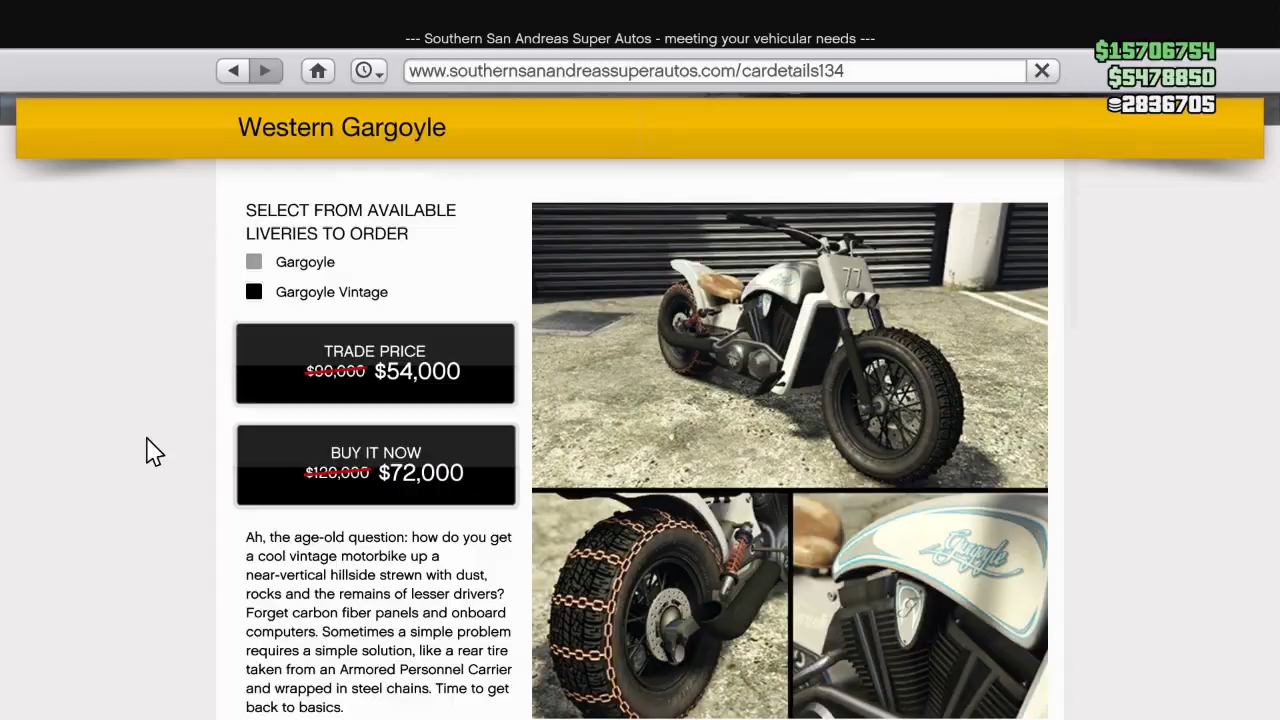 --- Southern San Andreas Super Autos - meeting your vehicular needs ---
$15706754
www.southernsanandreassuperautos.com/cardetails134
$5478850
2836705
Western Gargoyle
SELECT FROM AVAILABLE
LIVERIES TO ORDER
Gargoyle
Gargoyle Vintage
TRADE PRICE
$90,000 $54,000
BUY IT NOW
$120,000 $72,000
Ah, the age-old question: how do you get
a cool vintage motorbike up a
near-vertical hillside strewn with dust,
rocks and the remains of lesser drivers?
Forget carbon fiber panels and onboard
computers. Sometimes a simple problem
requires a simple solution, like a rear tire
taken from an Armored Personnel Carrier
and wrapped in steel chains. Time to get
back to basics.
77